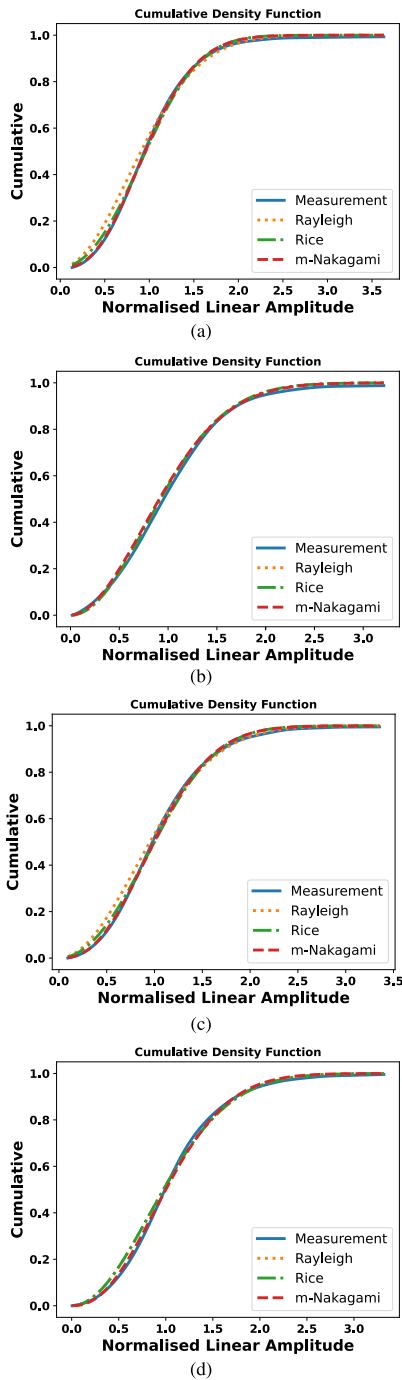 Cumulative Density Function
1.0
0.8
0.6
0.4
0.2
0.0
Cumulative
Measurement
Rayleigh
Rice
m-Nakagami
0.0 0.5 1.0 1.5 2.0 2.5 3.0 3.5
Normalised Linear Amplitude
(a)
Cumulative Density Function
1.0
0.8
0.6
0.4
0.2
0.0
Cumulative
Measurement
Rayleigh
Rice
m-Nakagami
0.0 0.5 1.0 1.5 2.0 2.5 3.0
Normalised Linear Amplitude
(b)
Cumulative Density Function
1.0
0.8
0.6
0.4
0.2
0.0
Cumulative
Measurement
Rayleigh
Rice
m-Nakagami
0.0 0.5 1.0 1.5 2.0 2.5 3.0 3.5
Normalised Linear Amplitude
(c)
Cumulative Density Function
1.0
0.8
0.6
0.4
0.2
0.0
Cumulative
Measurement
Rayleigh
Rice
m-Nakagami
0.0 0.5 1.0 1.5 2.0 2.5 3.0
Normalised Linear Amplitude
(d)